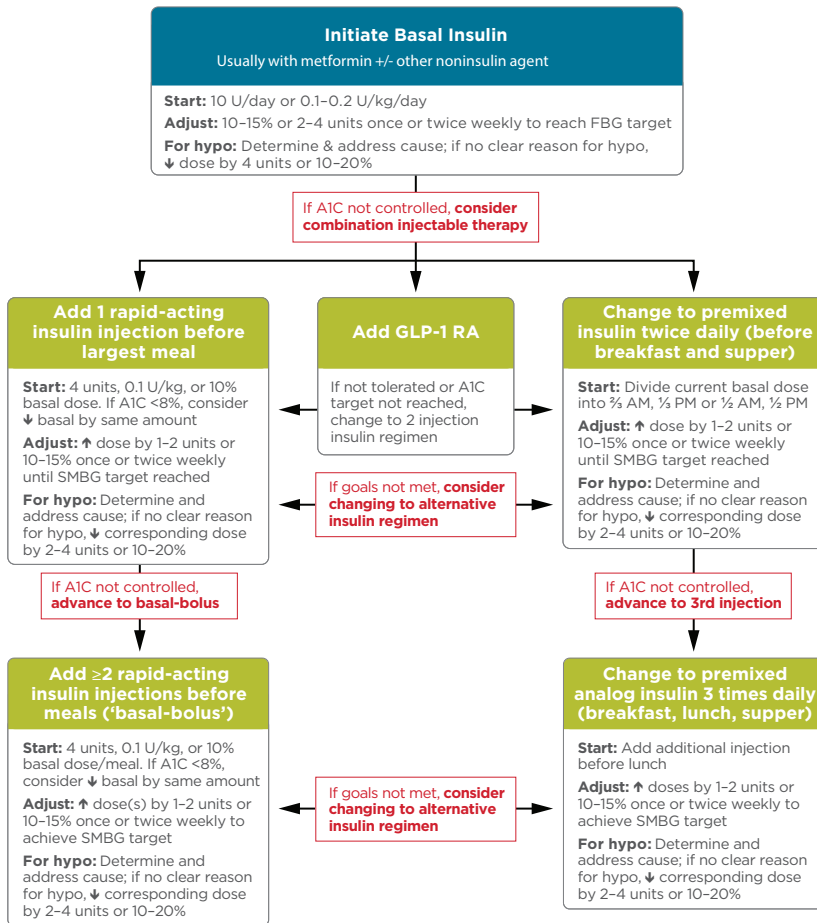 Initiate Basal Insulin
Usually with metformin +/- other noninsulin agent
Start: 10 U/day or 0.1–0.2 U/kg/day
Adjust: 10–15% or 2–4 units once or twice weekly to reach FBG target
For hypo: Determine & address cause; if no clear reason for hypo,
↓ dose by 4 units or 10–20%
If A1C not controlled, consider
combination injectable therapy
Add 1 rapid-acting
insulin injection before
largest meal
Start: 4 units, 0.1 U/kg, or 10%
basal dose. If A1C <8%, consider
↓ basal by same amount
Adjust: ↑ dose by 1–2 units or
10–15% once or twice weekly
until SMBG target reached
For hypo: Determine and
address cause; if no clear reason
for hypo, ↓ corresponding dose
by 2–4 units or 10–20%
Add GLP-1 RA
If not tolerated or A1C
target not reached,
change to 2 injection
insulin regimen
Change to premixed
insulin twice daily (before
breakfast and supper)
Start: Divide current basal dose
into ⅔ AM, ⅓ PM or ½ AM, ½ PM
Adjust: ↑ dose by 1–2 units or
10–15% once or twice weekly
until SMBG target reached
For hypo: Determine and
address cause; if no clear reason
for hypo, ↓ corresponding dose
by 2–4 units or 10–20%
If goals not met, consider
changing to alternative
insulin regimen
If A1C not controlled,
advance to basal-bolus
If A1C not controlled,
advance to 3rd injection
Add ≥2 rapid-acting
insulin injections before
meals (‘basal-bolus’)
Start: 4 units, 0.1 U/kg, or 10%
basal dose/meal. If A1C <8%,
consider ↓ basal by same amount
Adjust: ↑ dose(s) by 1–2 units or
10–15% once or twice weekly to
achieve SMBG target
For hypo: Determine and
address cause; if no clear reason
for hypo, ↓ corresponding dose
by 2–4 units or 10–20%
If goals not met, consider
changing to alternative
insulin regimen
Change to premixed
analog insulin 3 times daily
(breakfast, lunch, supper)
Start: Add additional injection
before lunch
Adjust: ↑ doses by 1–2 units or
10–15% once or twice weekly to
achieve SMBG target
For hypo: Determine and
address cause; if no clear reason
for hypo, ↓ corresponding dose
by 2–4 units or 10–20%